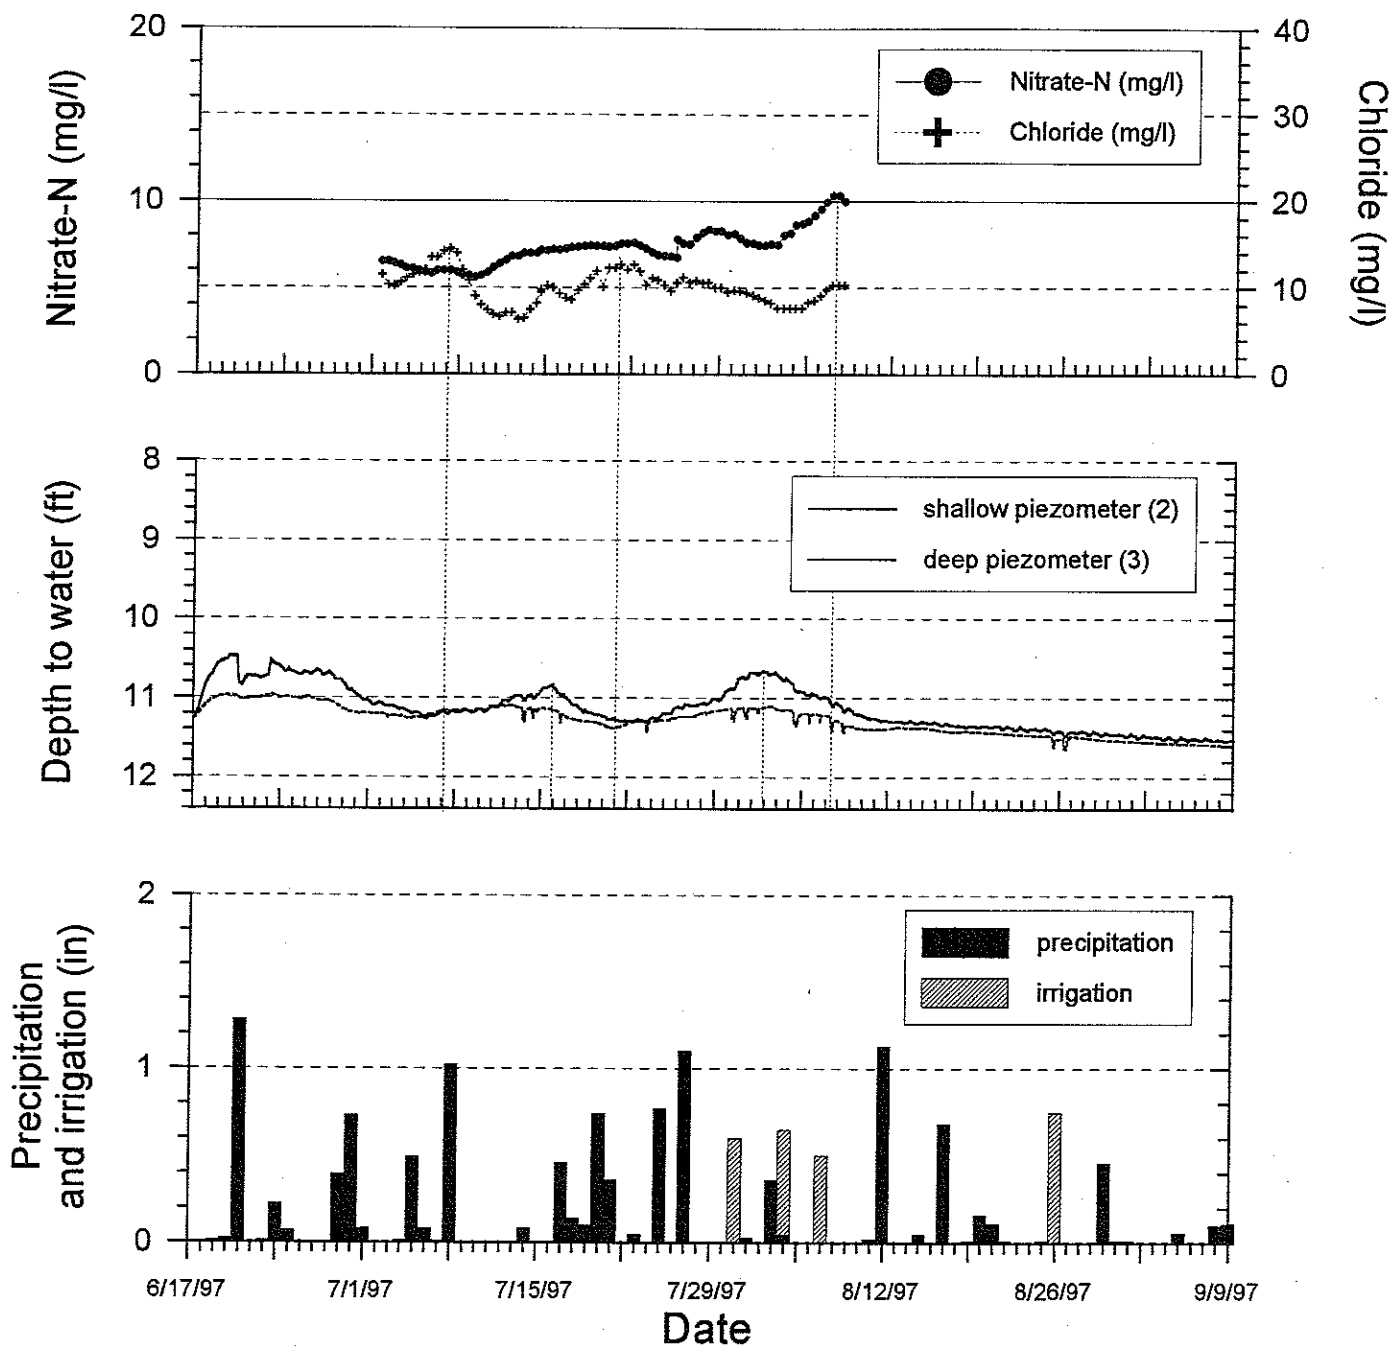 20
40
Nitrate-N (mg/l)
15
30
10
20
5
10
0
0
Chloride (mg/l)
Nitrate-N (mg/l)
Chloride (mg/l)
8
9
10
11
12
Depth to water (ft)
shallow piezometer (2)
deep piezometer (3)
2
1
0
Precipitation
and irrigation (in)
precipitation
irrigation
6/17/97 7/1/97 7/15/97 7/29/97 8/12/97 8/26/97 9/9/97
Date